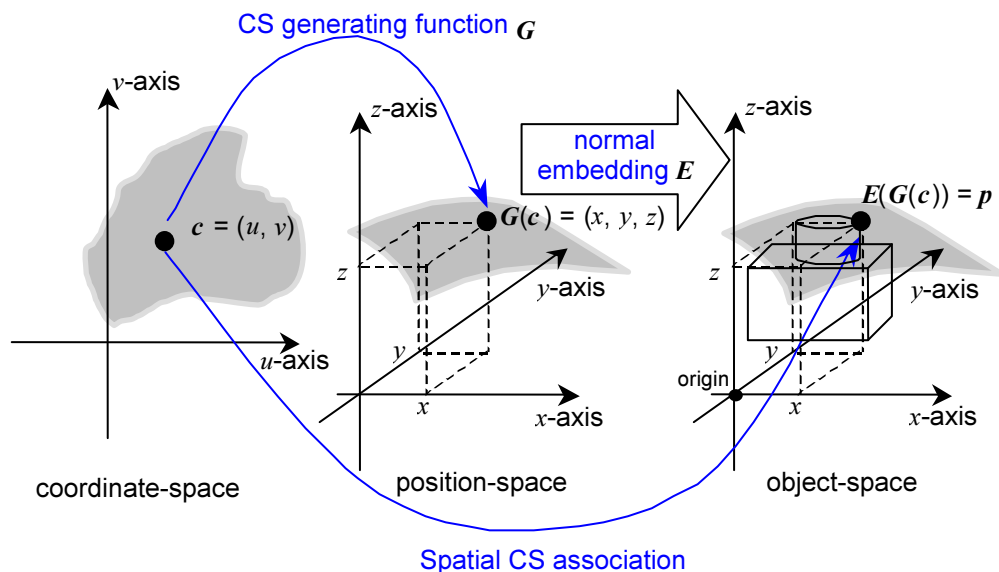 CS generating function G
v-axis
c = (u, v)
u-axis
coordinate-space
z-axis
G(c) = (x, y, z)
z
y-axis
y
x
x-axis
position-space
normal
embedding E
z-axis
E(G(c)) = p
z
y-axis
y
origin
x
x-axis
object-space
Spatial CS association